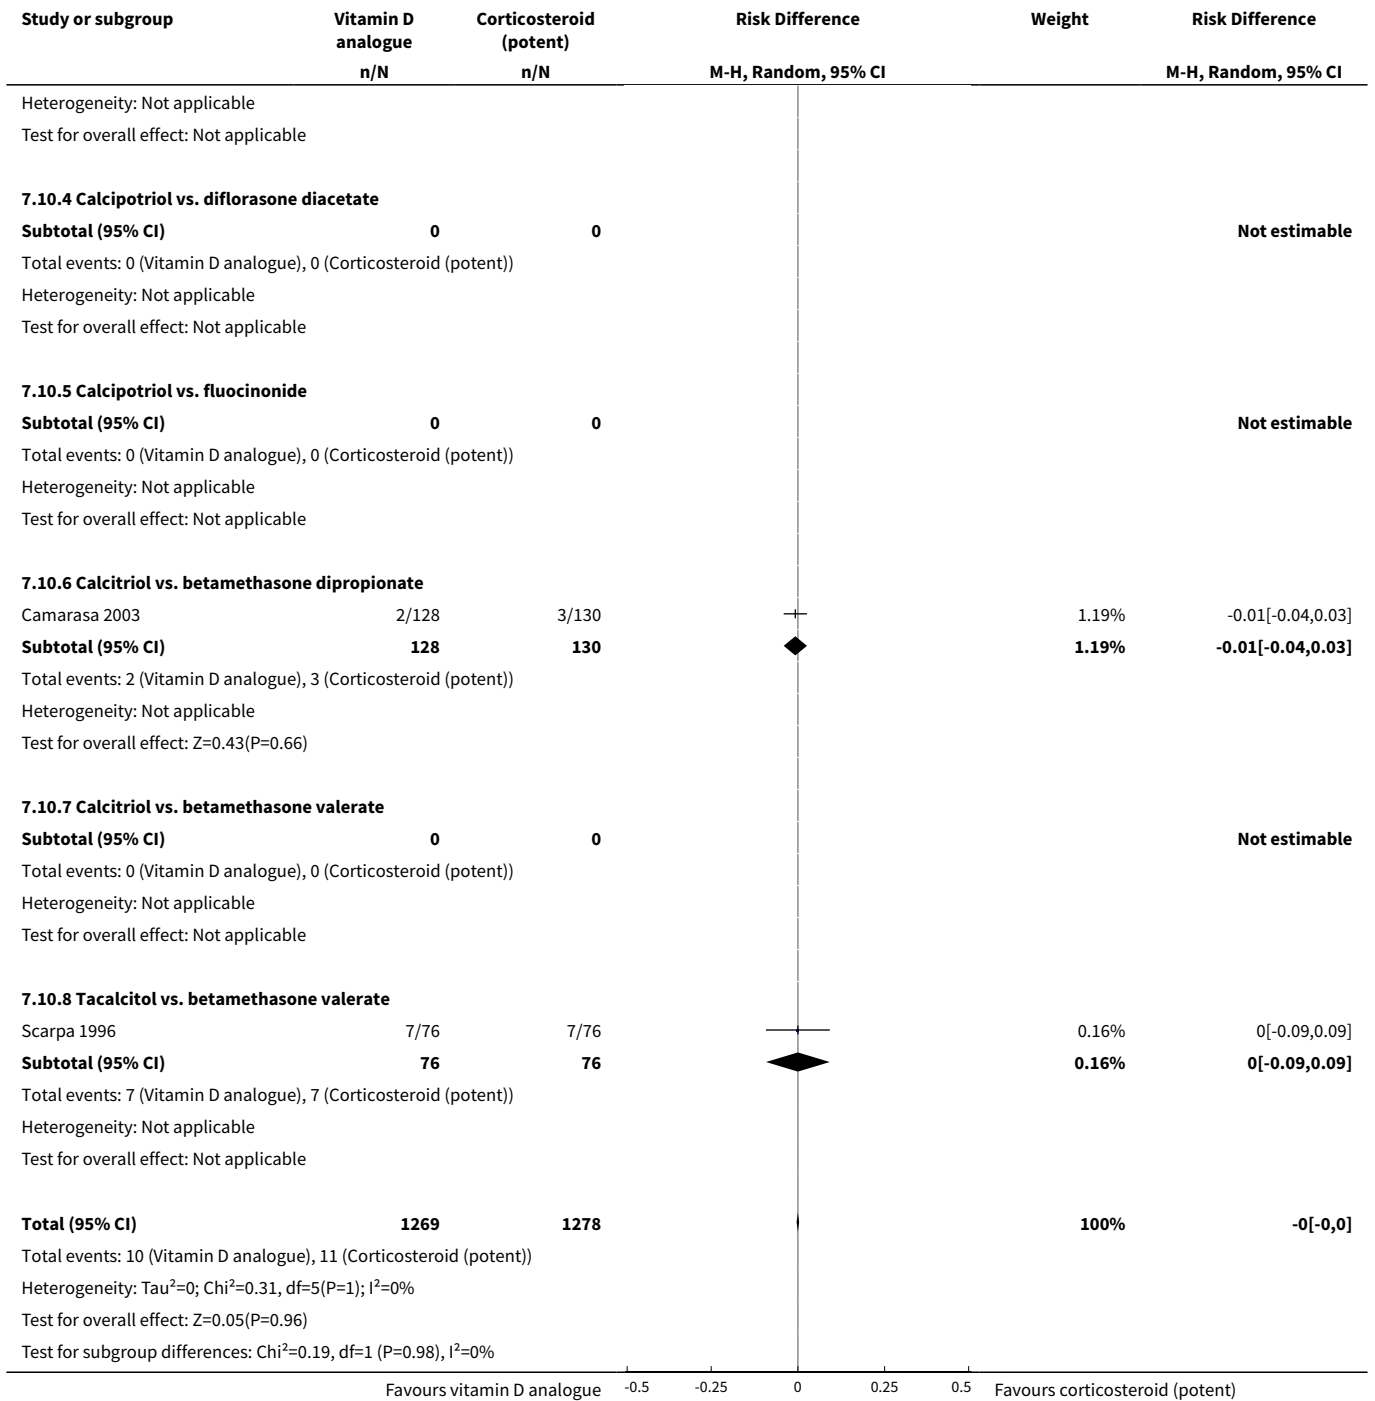 Study or subgroup Vitamin D analogue Corticosteroid (potent) Risk Difference Weight Risk Difference
n/N n/N M-H, Random, 95% CI M-H, Random, 95% CI
Heterogeneity: Not applicable
Test for overall effect: Not applicable
7.10.4 Calcipotriol vs. diflorasone diacetate
Subtotal (95% CI) 0 0 Not estimable
Total events: 0 (Vitamin D analogue), 0 (Corticosteroid (potent))
Heterogeneity: Not applicable
Test for overall effect: Not applicable
7.10.5 Calcipotriol vs. fluocinonide
Subtotal (95% CI) 0 0 Not estimable
Total events: 0 (Vitamin D analogue), 0 (Corticosteroid (potent))
Heterogeneity: Not applicable
Test for overall effect: Not applicable
7.10.6 Calcitriol vs. betamethasone dipropionate
Camarasa 2003 2/128 3/130 1.19% -0.01[-0.04,0.03]
Subtotal (95% CI) 128 130 1.19% -0.01[-0.04,0.03]
Total events: 2 (Vitamin D analogue), 3 (Corticosteroid (potent))
Heterogeneity: Not applicable
Test for overall effect: Z=0.43(P=0.66)
7.10.7 Calcitriol vs. betamethasone valerate
Subtotal (95% CI) 0 0 Not estimable
Total events: 0 (Vitamin D analogue), 0 (Corticosteroid (potent))
Heterogeneity: Not applicable
Test for overall effect: Not applicable
7.10.8 Tacalcitol vs. betamethasone valerate
Scarpa 1996 7/76 7/76 0.16% 0[-0.09,0.09]
Subtotal (95% CI) 76 76 0.16% 0[-0.09,0.09]
Total events: 7 (Vitamin D analogue), 7 (Corticosteroid (potent))
Heterogeneity: Not applicable
Test for overall effect: Not applicable
Total (95% CI) 1269 1278 100% -0[-0,0]
Total events: 10 (Vitamin D analogue), 11 (Corticosteroid (potent))
Heterogeneity: Tau²=0; Chi²=0.31, df=5(P=1); I²=0%
Test for overall effect: Z=0.05(P=0.96)
Test for subgroup differences: Chi²=0.19, df=1 (P=0.98), I²=0%
Favours vitamin D analogue -0.5 -0.25 0 0.25 0.5 Favours corticosteroid (potent)